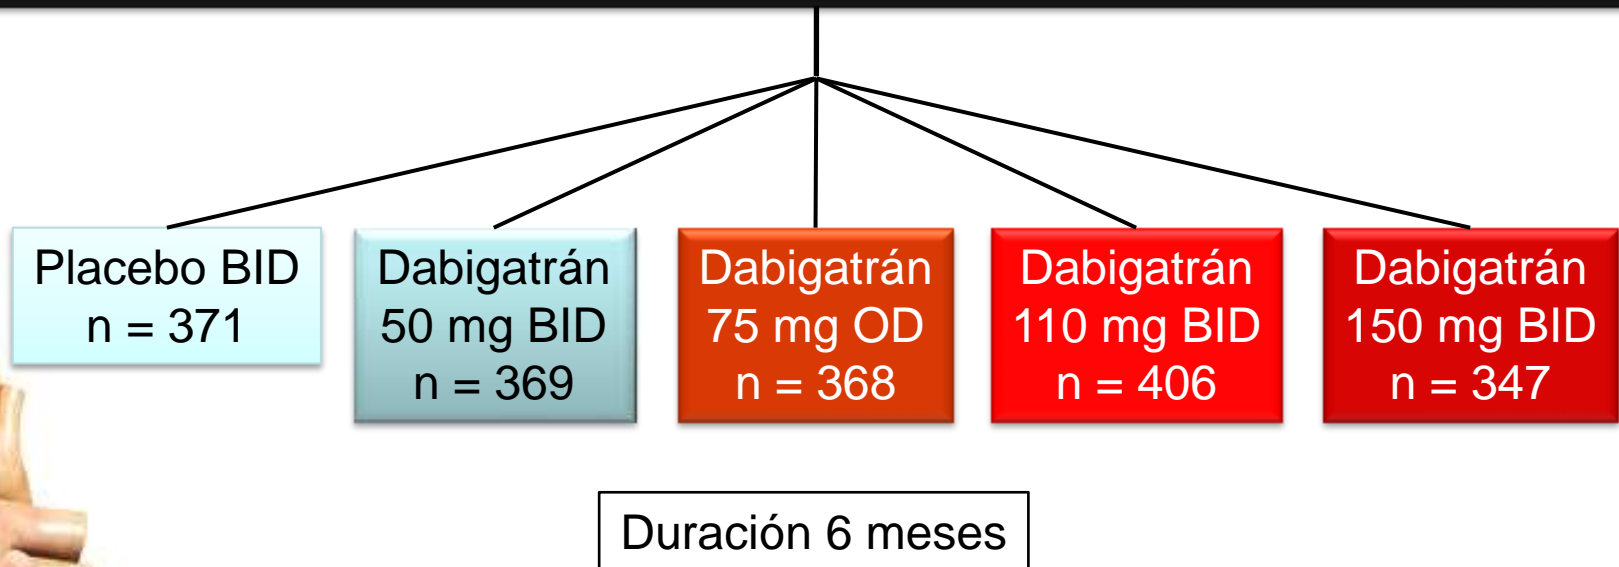 Placebo BID
n = 371
Dabigatrán
50 mg BID
n = 369
Dabigatrán
75 mg OD
n = 368
Dabigatrán
110 mg BID
n = 406
Dabigatrán
150 mg BID
n = 347
Duración 6 meses